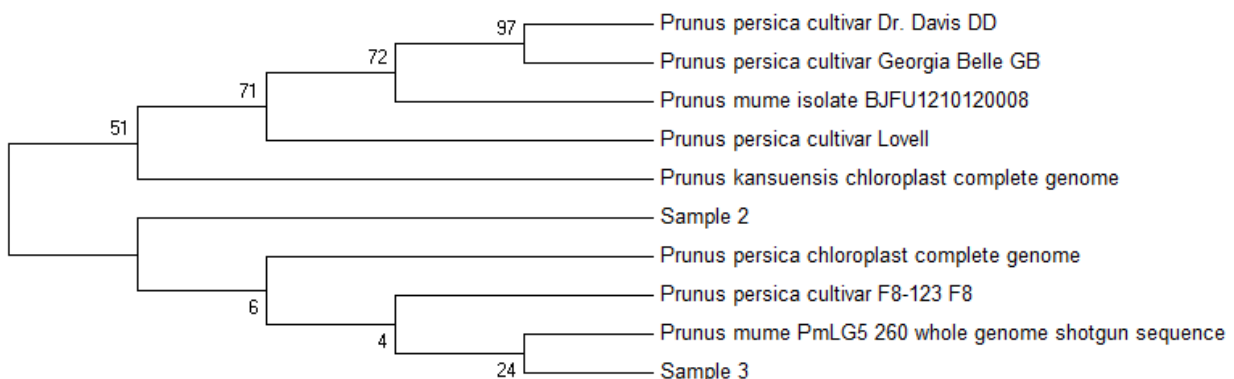 97
Prunus persica cultivar Dr. Davis DD
Prunus persica cultivar Georgia Belle GB
72
Prunus mume isolate BJFU1210120008
71
Prunus persica cultivar Lovell
51
Prunus kansuensis chloroplast complete genome
Sample 2
Prunus persica chloroplast complete genome
6
Prunus persica cultivar F8-123 F8
4
Prunus mume PmLG5 260 whole genome shotgun sequence
24
Sample 3